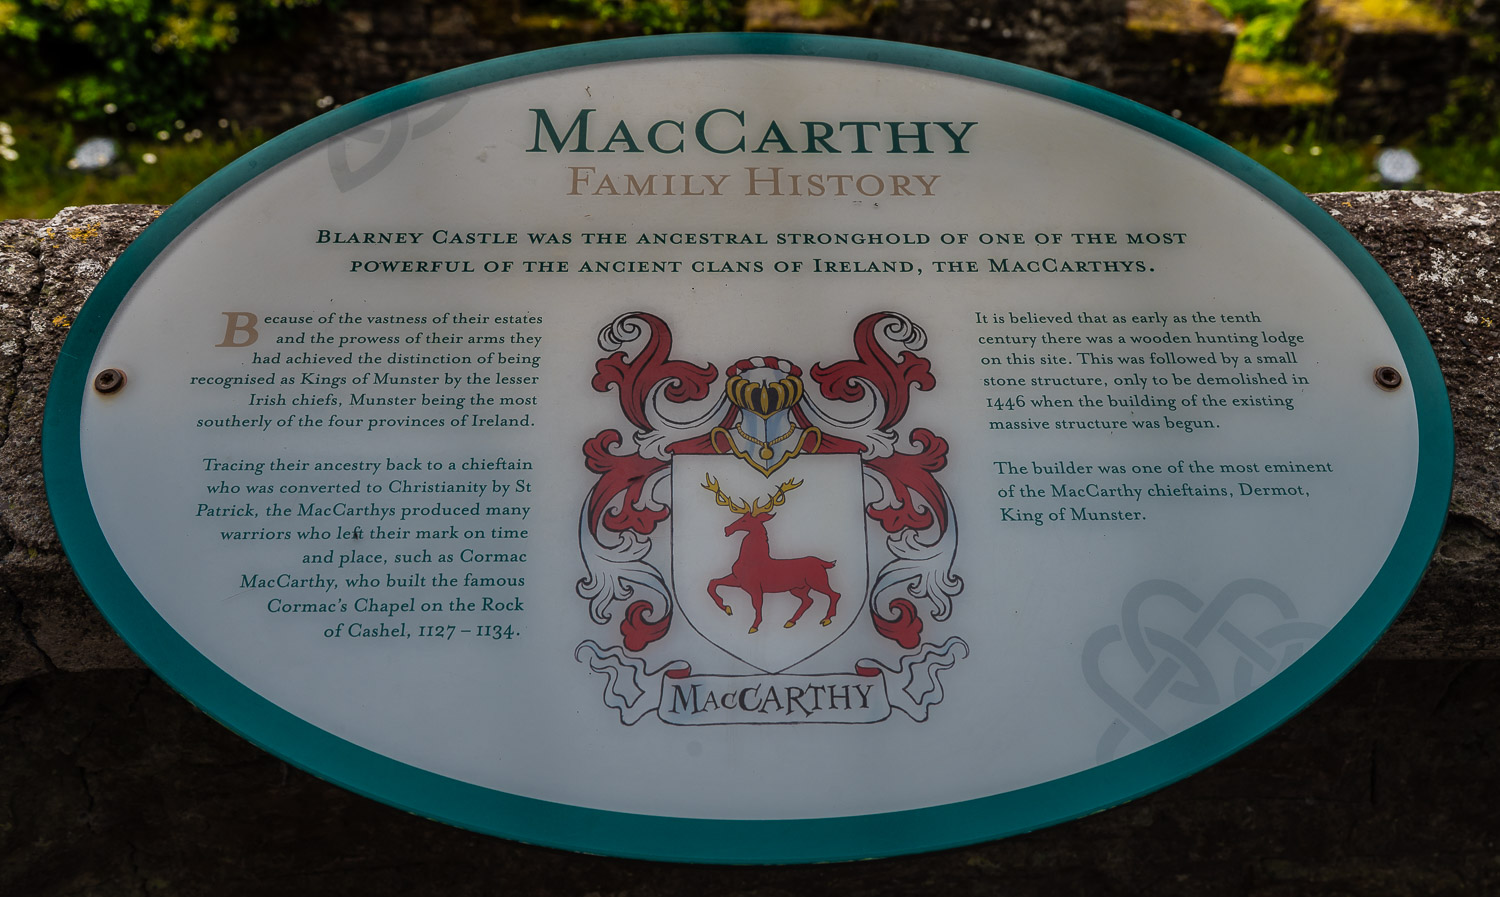 MacCarthy
Family History
Blarney Castle was the ancestral stronghold of one of the most
powerful of the ancient clans of Ireland, the MacCarthys.
Because of the vastness of their estates
and the prowess of their arms they
had achieved the distinction of being
recognised as Kings of Munster by the lesser
Irish chiefs, Munster being the most
southerly of the four provinces of Ireland.
Tracing their ancestry back to a chieftain
who was converted to Christianity by St
Patrick, the MacCarthys produced many
warriors who left their mark on time
and place, such as Cormac
MacCarthy, who built the famous
Cormac's Chapel on the Rock
of Cashel, 1127 – 1134.
MacCarthy
It is believed that as early as the tenth
century there was a wooden hunting lodge
on this site. This was followed by a small
stone structure, only to be demolished in
1446 when the building of the existing
massive structure was begun.
The builder was one of the most eminent
of the MacCarthy chieftains, Dermot,
King of Munster.